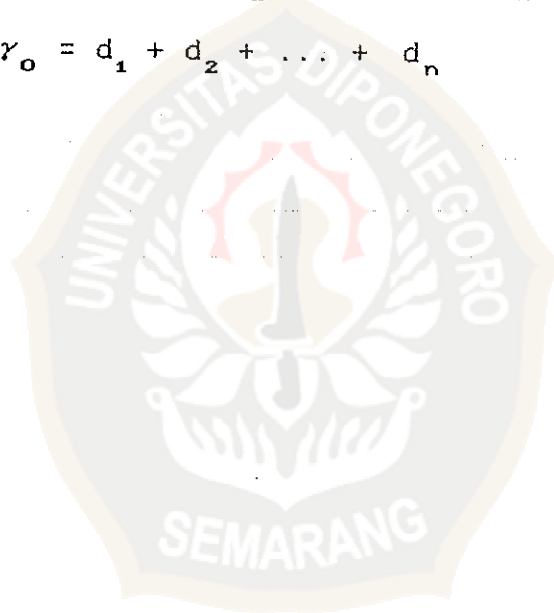 γ₀ = d₁ + d₂ + ... + dₙ
UNIVERSITAS DIPONEGORO
SEMARANG